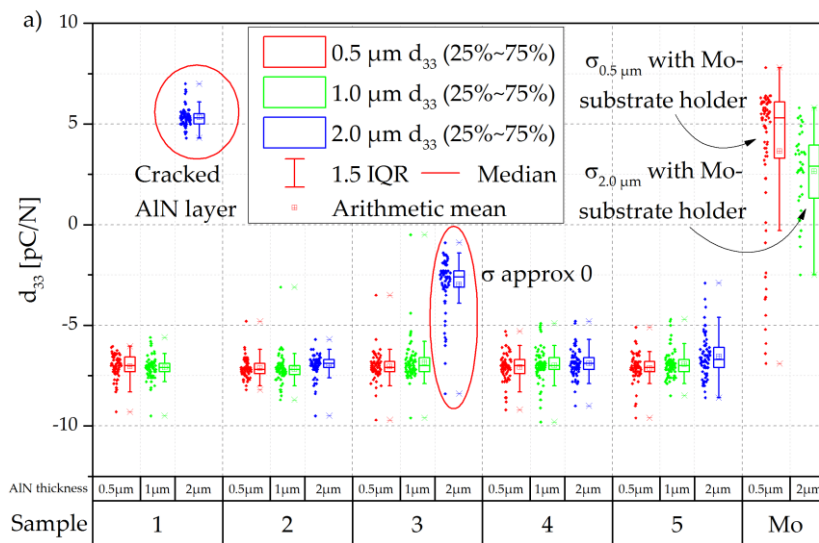 a)
10
5
0
-5
-10
d₃₃ [pC/N]
0.5 µm d₃₃ (25%~75%)
1.0 µm d₃₃ (25%~75%)
2.0 µm d₃₃ (25%~75%)
1.5 IQR Median
Arithmetic mean
Cracked
AlN layer
σ approx 0
σ₀.₅ µm with Mo-
substrate holder
σ₂.₀ µm with Mo-
substrate holder
AlN thickness 0.5µm 1µm 2µm 0.5µm 1µm 2µm 0.5µm 1µm 2µm 0.5µm 1µm 2µm 0.5µm 1µm 2µm 0.5µm 2µm
Sample 1 2 3 4 5 Mo